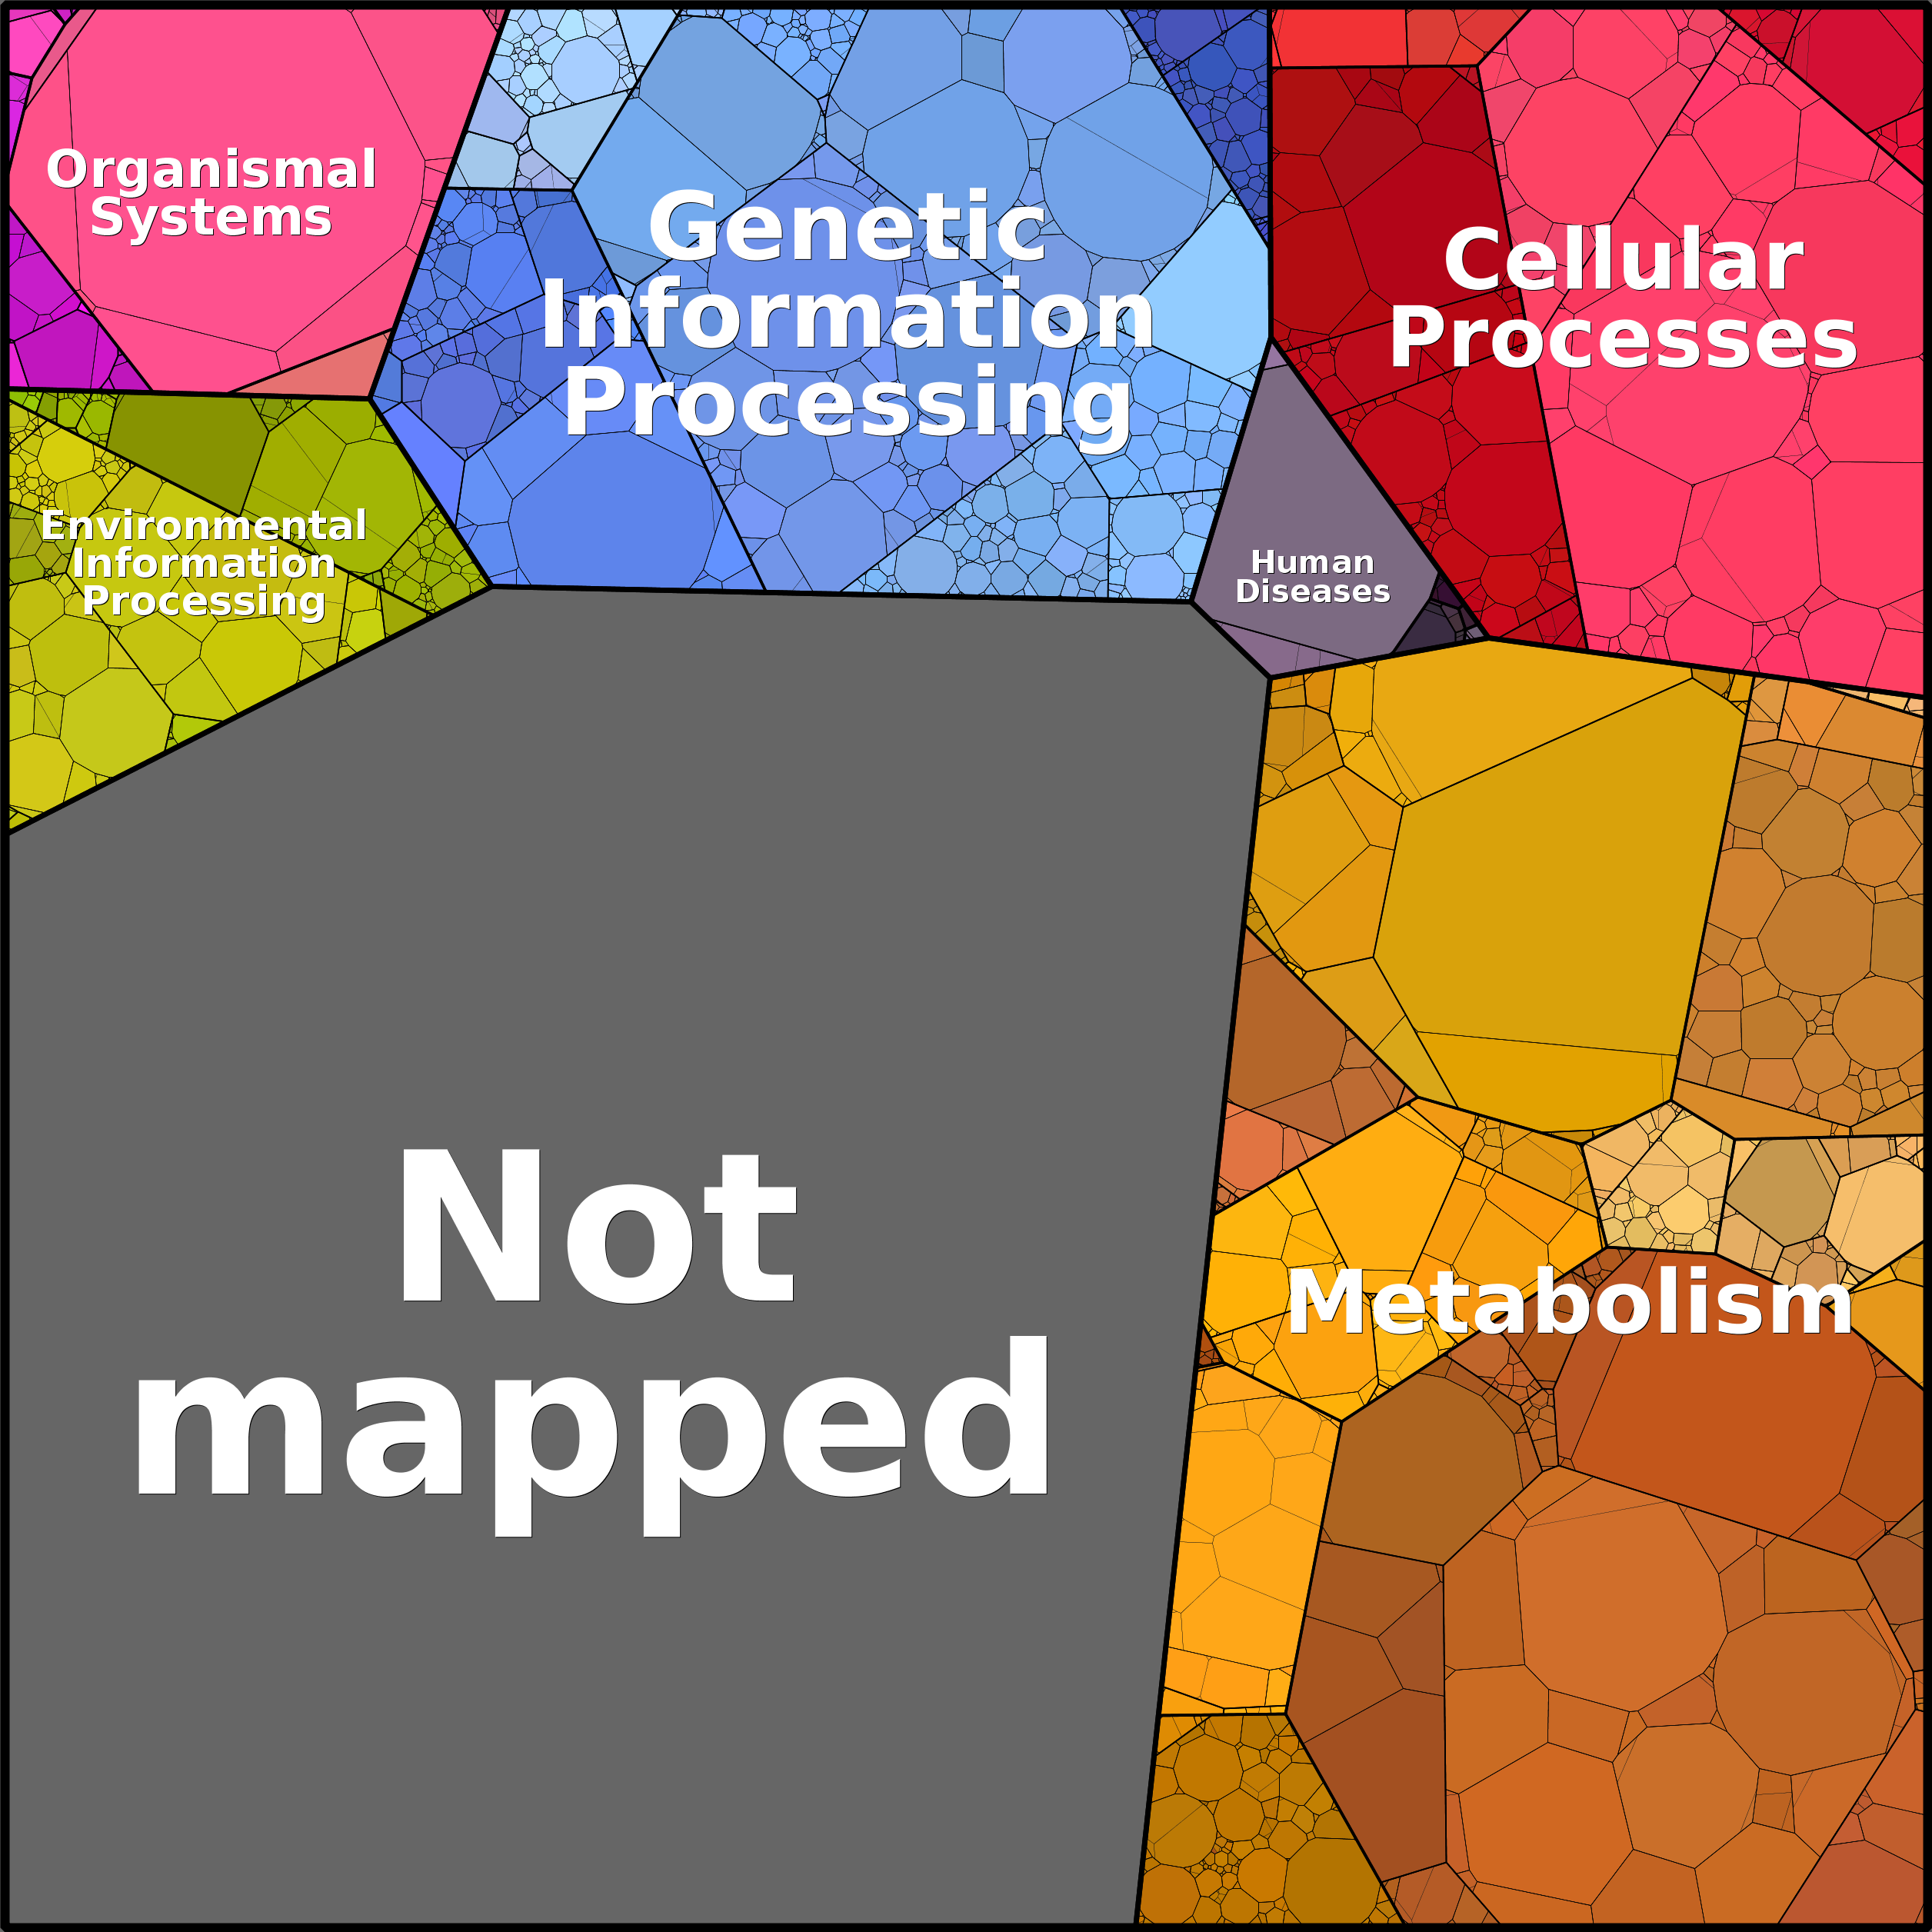 Organismal
Systems
Genetic
Information
Processing
Cellular
Processes
Environmental
Information
Processing
Human
Diseases
Not
mapped
Metabolism